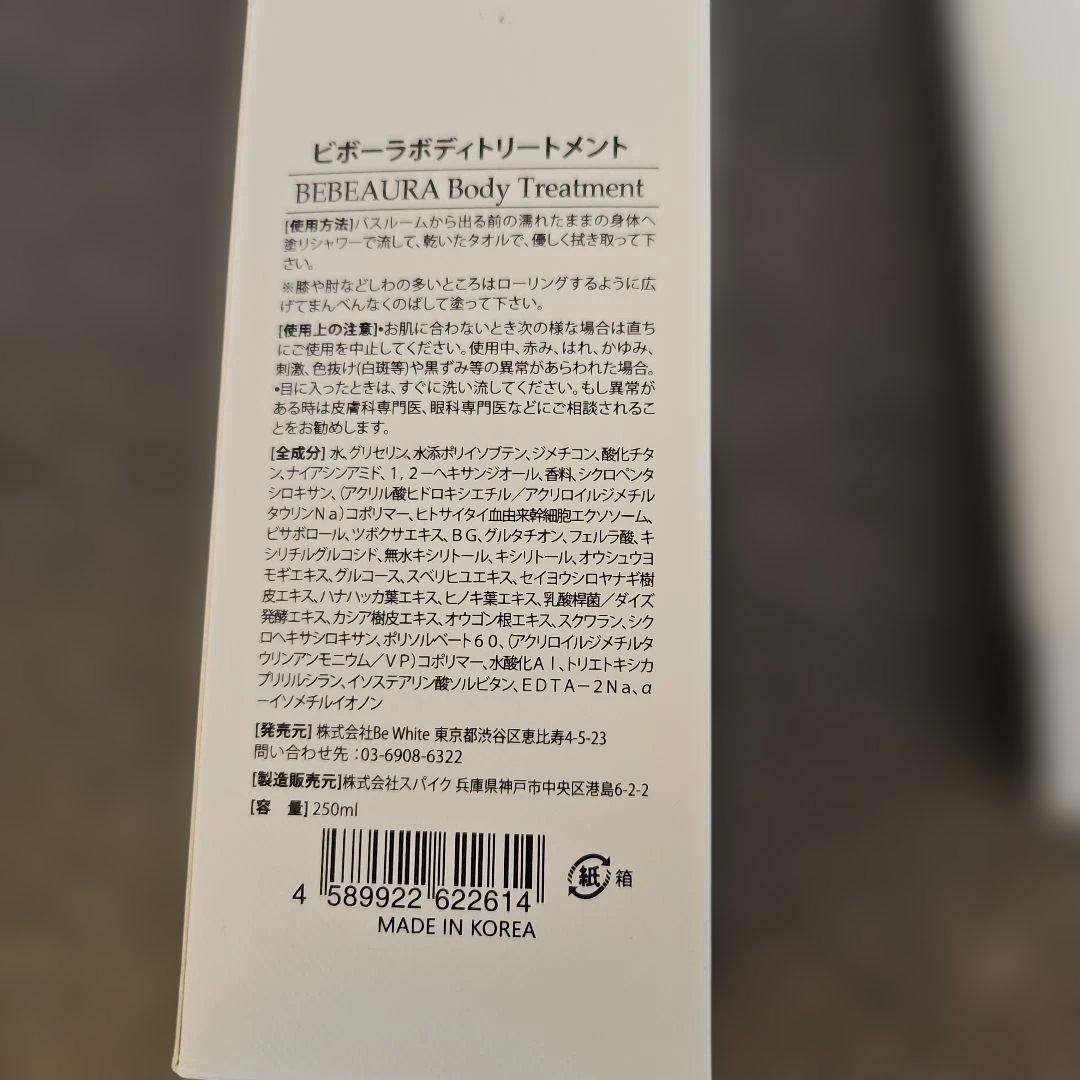 ビボーラボディトリートメント
BEBEAURA Body Treatment
[使用方法]バスルームから出る前の濡れたままの身体へ
塗りシャワーで流して、乾いたタオルで、優しく拭き取って下
さい。
※膝や肘などしわの多いところはローリングするように広
げてまんべんなくのばして塗って下さい。
[使用上の注意]•お肌に合わないとき次の様な場合は直ち
にご使用を中止してください。使用中、赤み、はれ、かゆみ、
刺激、色抜け(白斑等)や黒ずみ等の異常があらわれた場合。
•目に入ったときは、すぐに洗い流してください。もし異常が
ある時は皮膚科専門医、眼科専門医などにご相談されるこ
とをお勧めします。
[全成分] 水、グリセリン、水添ポリイソブテン、ジメチコン、酸化チタ
ン、ナイアシンアミド、１，２－ヘキサンジオール、香料、シクロペンタ
シロキサン、（アクリル酸ヒドロキシエチル／アクリロイルジメチル
タウリンＮａ）コポリマー、ヒトサイタイ血由来幹細胞エクソソーム、
ビサボロール、ツボクサエキス、ＢＧ、グルタチオン、フェルラ酸、キ
シリチルグルコシド、無水キシリトール、キシリトール、オウシュウヨ
モギエキス、グルコース、スベリヒユエキス、セイヨウシロヤナギ樹
皮エキス、ハナハッカ葉エキス、ヒノキ葉エキス、乳酸桿菌／ダイズ
発酵エキス、カシア樹皮エキス、オウゴン根エキス、スクワラン、シク
ロヘキサシロキサン、ポリソルベート６０、（アクリロイルジメチルタ
ウリンアンモニウム／ＶＰ）コポリマー、水酸化Ａｌ、トリエトキシカ
プリリルシラン、イソステアリン酸ソルビタン、ＥＤＴＡ－２Ｎａ、α
－イソメチルイオノン
[発売元] 株式会社Be White 東京都渋谷区恵比寿4-5-23
問い合わせ先：03-6908-6322
[製造販売元]株式会社スパイク 兵庫県神戸市中央区港島6-2-2
[容　量] 250ml
紙 箱
4 589922 622614
MADE IN KOREA